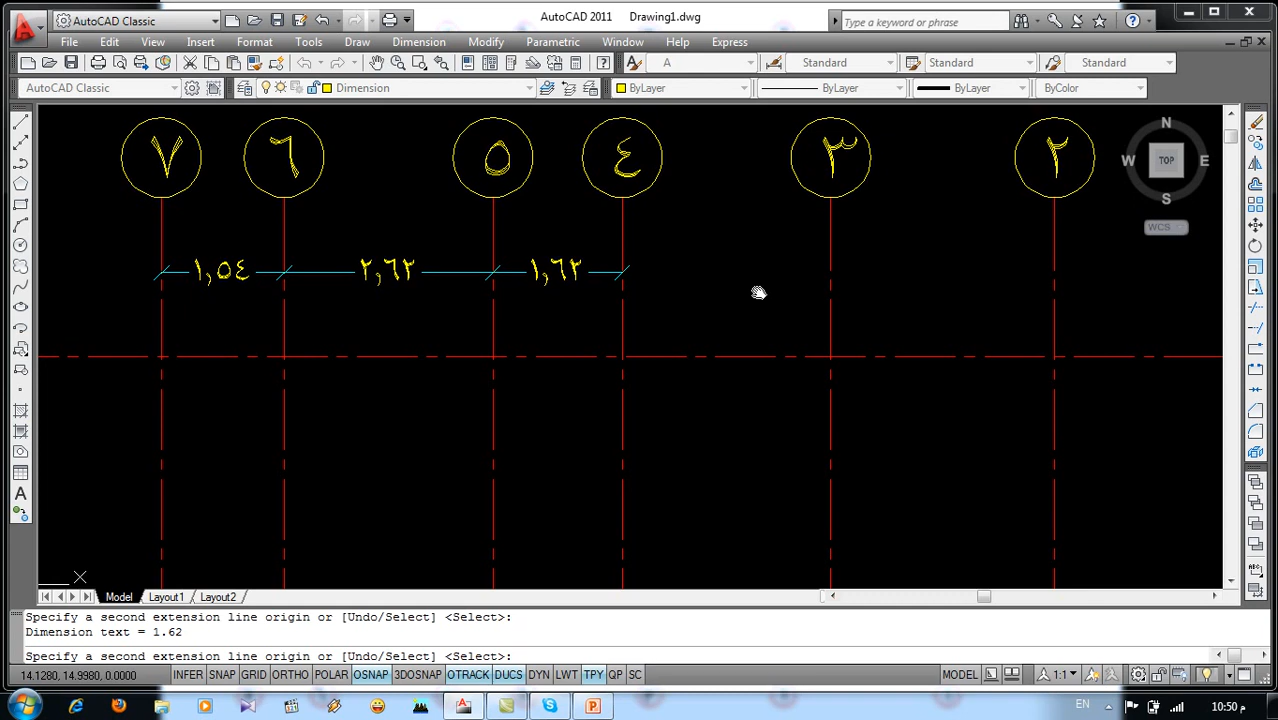 AutoCAD Classic
AutoCAD 2011 Drawing1.dwg
Type a keyword or phrase
File Edit View Insert Format Tools Draw Dimension Modify Parametric Window Help Express
A Standard Standard Standard
AutoCAD Classic Dimension ByLayer ByLayer ByLayer ByColor
٧ ٦ ٥ ٤ ٣ ٢
N
W TOP E
S
WCS
١,٥٤ ٢,٦٢ ١,٦٢
X
Model Layout1 Layout2
Specify a second extension line origin or [Undo/Select] <Select>:
Dimension text = 1.62
Specify a second extension line origin or [Undo/Select] <Select>:
14.1280, 14.9980, 0.0000 INFER SNAP GRID ORTHO POLAR OSNAP 3DOSNAP OTRACK DUCS DYN LWT TPY QP SC MODEL 1:1
EN 10:50 م